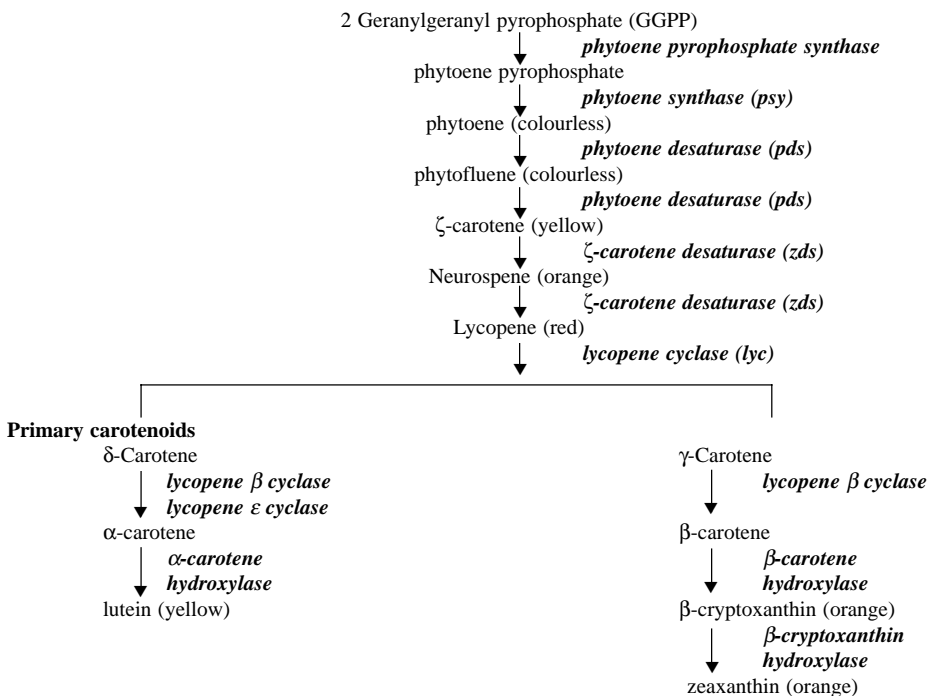 2 Geranylgeranyl pyrophosphate (GGPP)
phytoene pyrophosphate synthase
phytoene pyrophosphate
phytoene synthase (psy)
phytoene (colourless)
phytoene desaturase (pds)
phytofluene (colourless)
phytoene desaturase (pds)
ζ-carotene (yellow)
ζ-carotene desaturase (zds)
Neurospene (orange)
ζ-carotene desaturase (zds)
Lycopene (red)
lycopene cyclase (lyc)
Primary carotenoids
δ-Carotene
lycopene β cyclase
lycopene ε cyclase
α-carotene
α-carotene
hydroxylase
lutein (yellow)
γ-Carotene
lycopene β cyclase
β-carotene
β-carotene
hydroxylase
β-cryptoxanthin (orange)
β-cryptoxanthin
hydroxylase
zeaxanthin (orange)